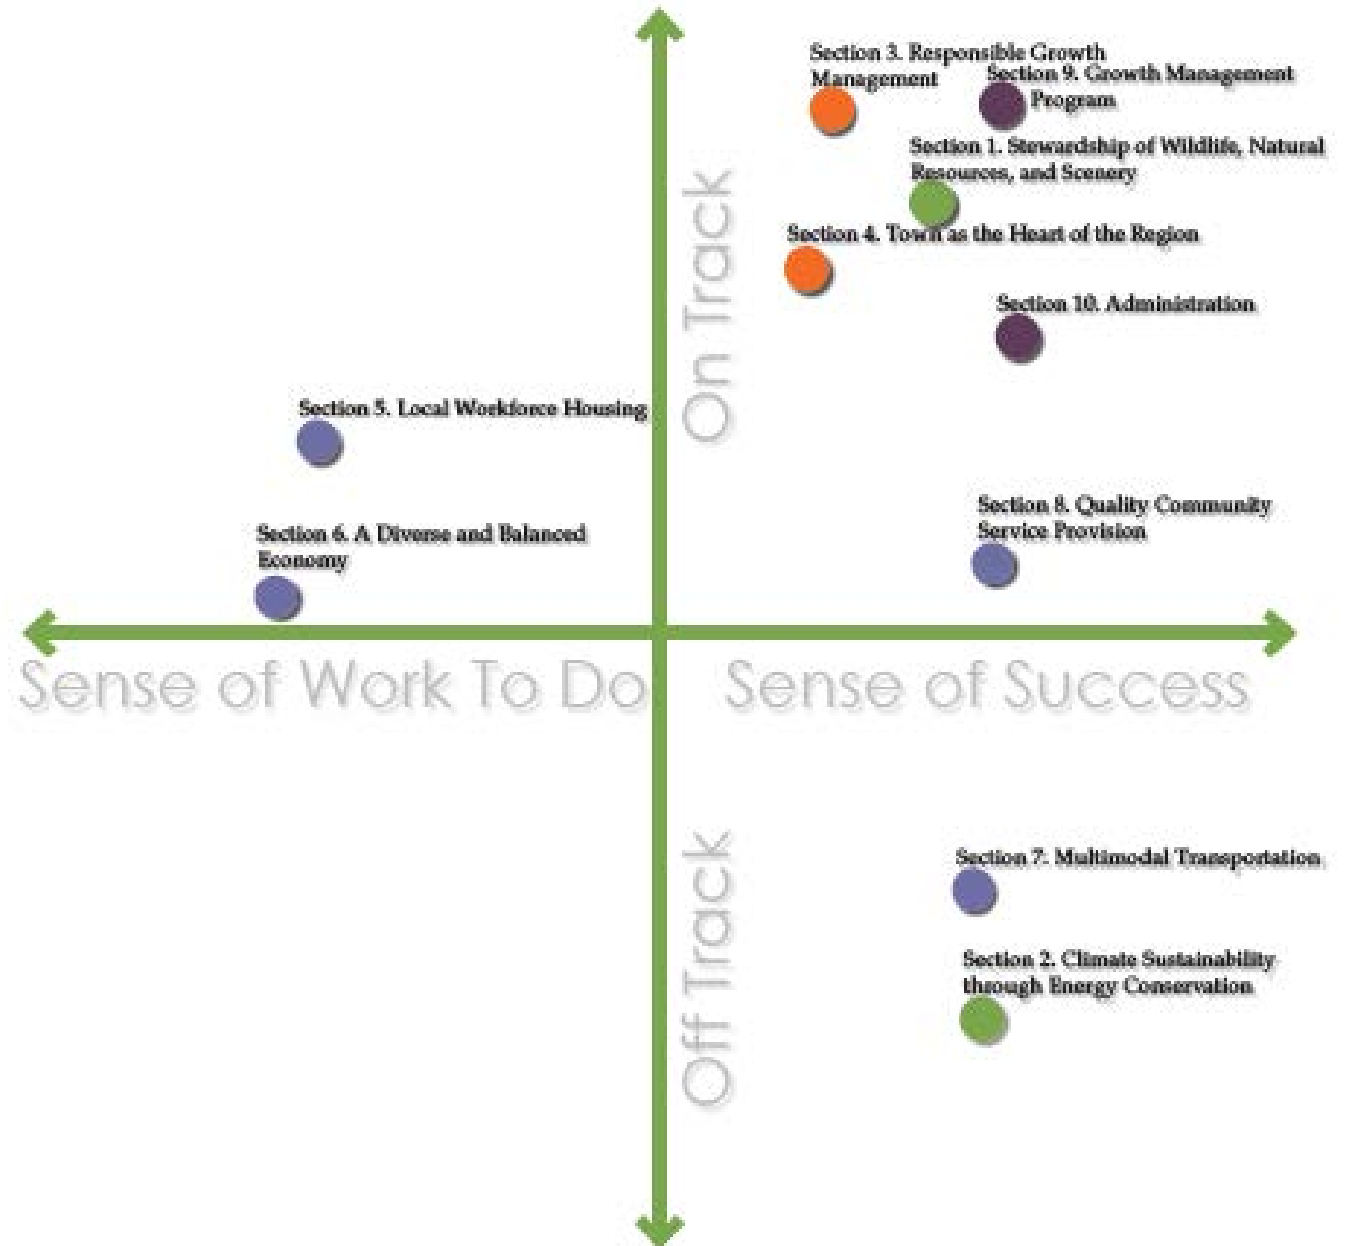 Section 3. Responsible Growth
Management
Section 9. Growth Management
Program
Section 1. Stewardship of Wildlife, Natural
Resources, and Scenery
Section 4. Town as the Heart of the Region
Section 10. Administration
On Track
Section 5. Local Workforce Housing
Section 8. Quality Community
Service Provision
Section 6. A Diverse and Balanced
Economy
Sense of Work To Do
Sense of Success
Off Track
Section 7. Multimodal Transportation
Section 2. Climate Sustainability
through Energy Conservation